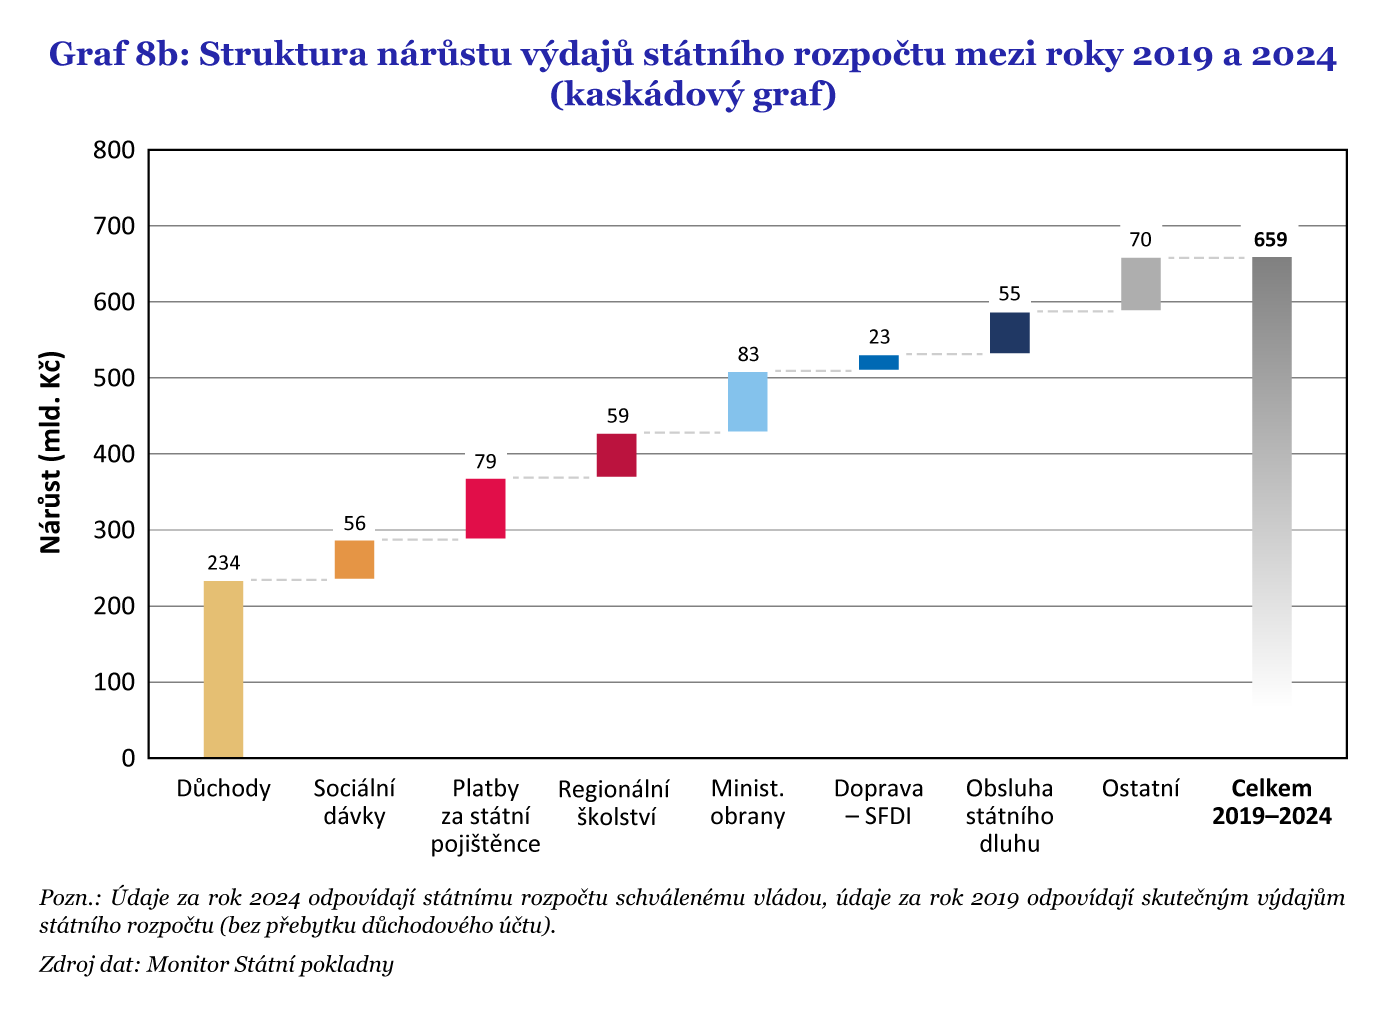 Graf 8b: Struktura nárůstu výdajů státního rozpočtu mezi roky 2019 a 2024
(kaskádový graf)
Nárůst (mld. Kč)
800
700
600
500
400
300
200
100
0
234
56
79
59
83
23
55
70
659
Důchody
Sociální
dávky
Platby
za státní
pojištěnce
Regionální
školství
Minist.
obrany
Doprava
– SFDI
Obsluha
státního
dluhu
Ostatní
Celkem
2019–2024
Pozn.: Údaje za rok 2024 odpovídají státnímu rozpočtu schválenému vládou, údaje za rok 2019 odpovídají skutečným výdajům
státního rozpočtu (bez přebytku důchodového účtu).
Zdroj dat: Monitor Státní pokladny